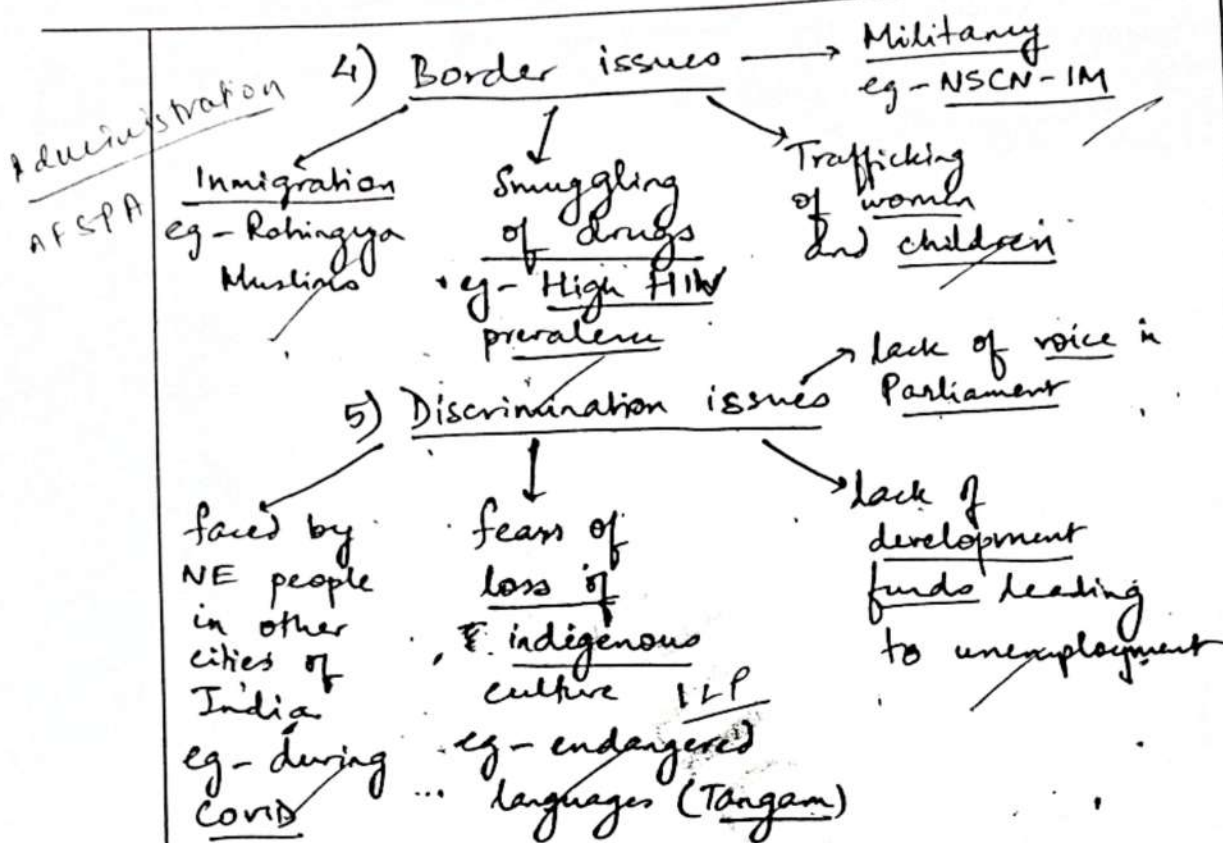 Administration
AFSPA
4) Border issues → Militancy
eg - NSCN-IM
Inmigration
eg - Rohingya
Muslims
Smuggling
of drugs
eg - High HIV
prevalence
Trafficking
of women
and children
5) Discrimination issues
lack of voice in
Parliament
faced by
NE people
in other
cities of
India
eg - during
COVID
fears of
loss of
indigenous
culture ILP
eg - endangered
languages (Tangam)
lack of
development
funds leading
to unemployment